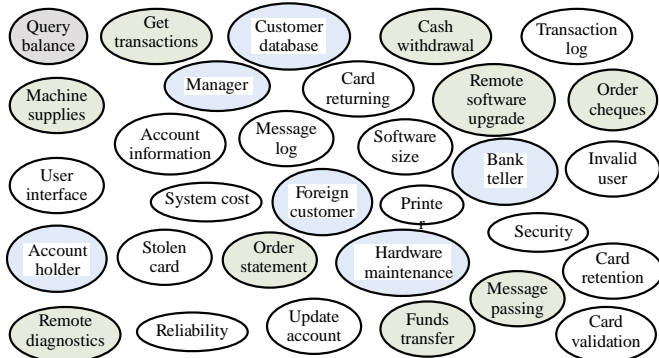 Query
balance
Get
transactions
Customer
database
Cash
withdrawal
Transaction
log
Machine
supplies
Manager
Card
returning
Remote
software
upgrade
Order
cheques
Account
information
Message
log
Software
size
Bank
teller
Invalid
user
User
interface
System cost
Foreign
customer
Printe
r
Security
Account
holder
Stolen
card
Order
statement
Hardware
maintenance
Card
retention
Message
passing
Remote
diagnostics
Reliability
Update
account
Funds
transfer
Card
validation